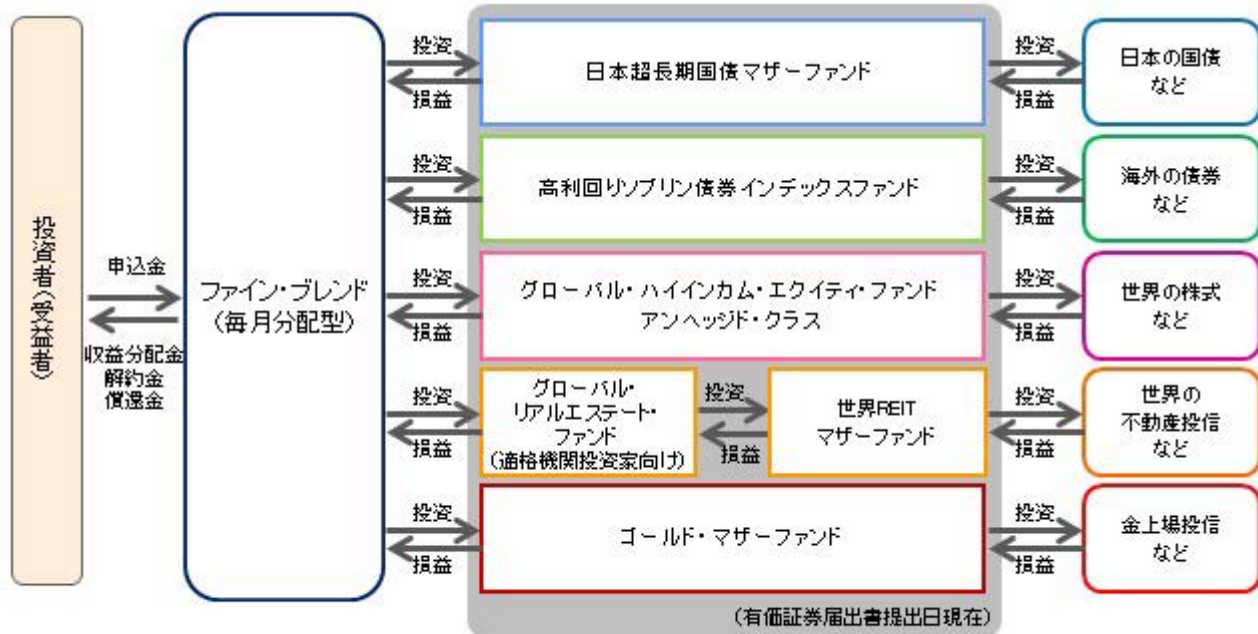 投資者(受益者)
申込金
収益分配金
解約金
償還金
ファイン・ブレンド
(毎月分配型)
投資
損益
日本超長期国債マザーファンド
投資
損益
日本の国債
など
投資
損益
高利回りソブリン債券インデックスファンド
投資
損益
海外の債券
など
投資
損益
グローバル・ハイインカム・エクイティ・ファンド
アンヘッジド・クラス
投資
損益
世界の株式
など
投資
損益
グローバル・
リアルエステート・
ファンド
(適格機関投資家向け)
投資
損益
世界REIT
マザーファンド
投資
損益
世界の
不動産投信
など
投資
損益
ゴールド・マザーファンド
投資
損益
金上場投信
など
(有価証券届出書提出日現在)